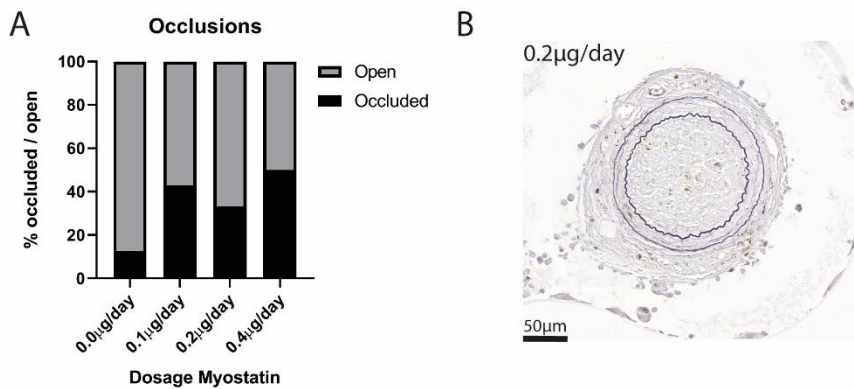 A
Occlusions
% occluded / open
100
80
60
40
20
0
Open
Occluded
0.0μg/day
0.1μg/day
0.2μg/day
0.4μg/day
Dosage Myostatin
B
0.2μg/day
50μm